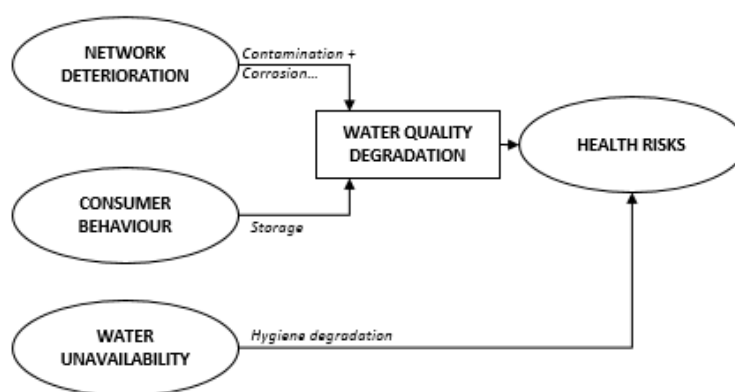 NETWORK
DETERIORATION
Contamination +
Corrosion...
WATER QUALITY
DEGRADATION
HEALTH RISKS
CONSUMER
BEHAVIOUR
Storage
WATER
UNAVAILABILITY
Hygiene degradation